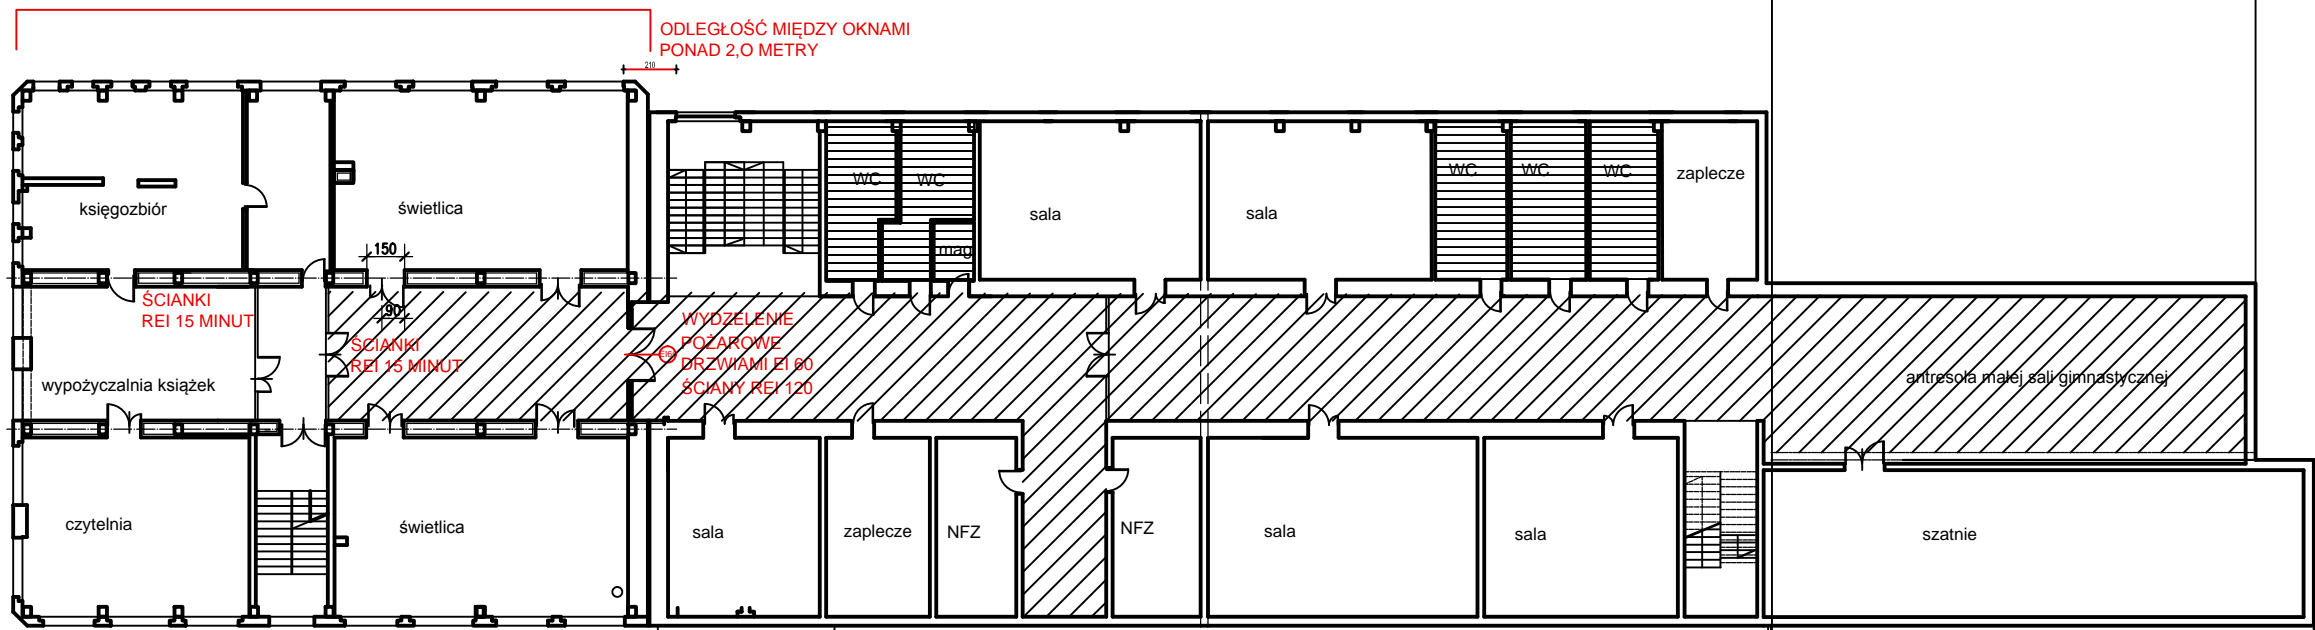 ODLEGŁOŚĆ MIĘDZY OKNAMI
PONAD 2,O METRY
210
księgozbiór
świetlica
WC
WC
mag
sala
sala
WC
WC
WC
zaplecze
150
90
ŚCIANKI
REI 15 MINUT
ŚCIANKI
REI 15 MINUT
WYDZELENIE
POŻAROWE
DRZWIAMI EI 60
ŚCIANY REI 120
wypożyczalnia książek
antresola małej sali gimnastycznej
czytelnia
świetlica
sala
zaplecze
NFZ
NFZ
sala
sala
szatnie